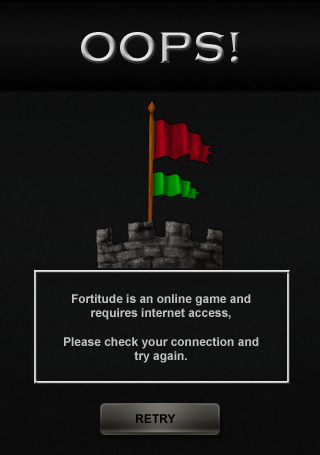 OOPS!
Fortitude is an online game and
requires internet access,
Please check your connection and
try again.
RETRY